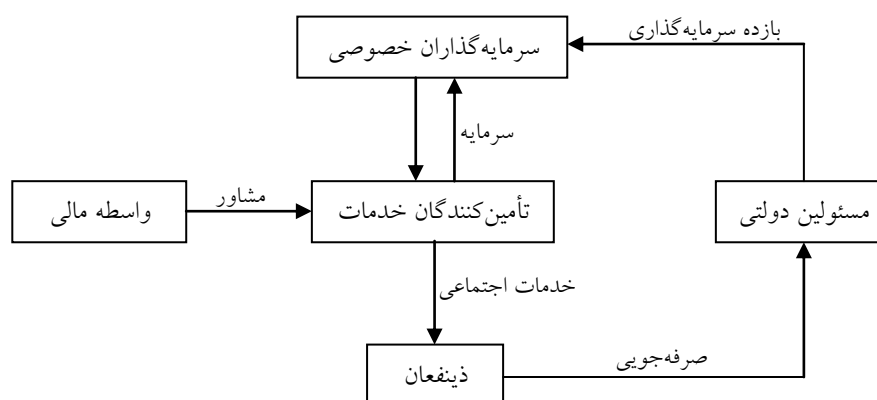 بازده سرمایه‌گذاری
سرمایه‌گذاران خصوصی
سرمایه
مسئولین دولتی
تأمین‌کنندگان خدمات
مشاور
واسطه مالی
خدمات اجتماعی
صرفه‌جویی
ذینفعان